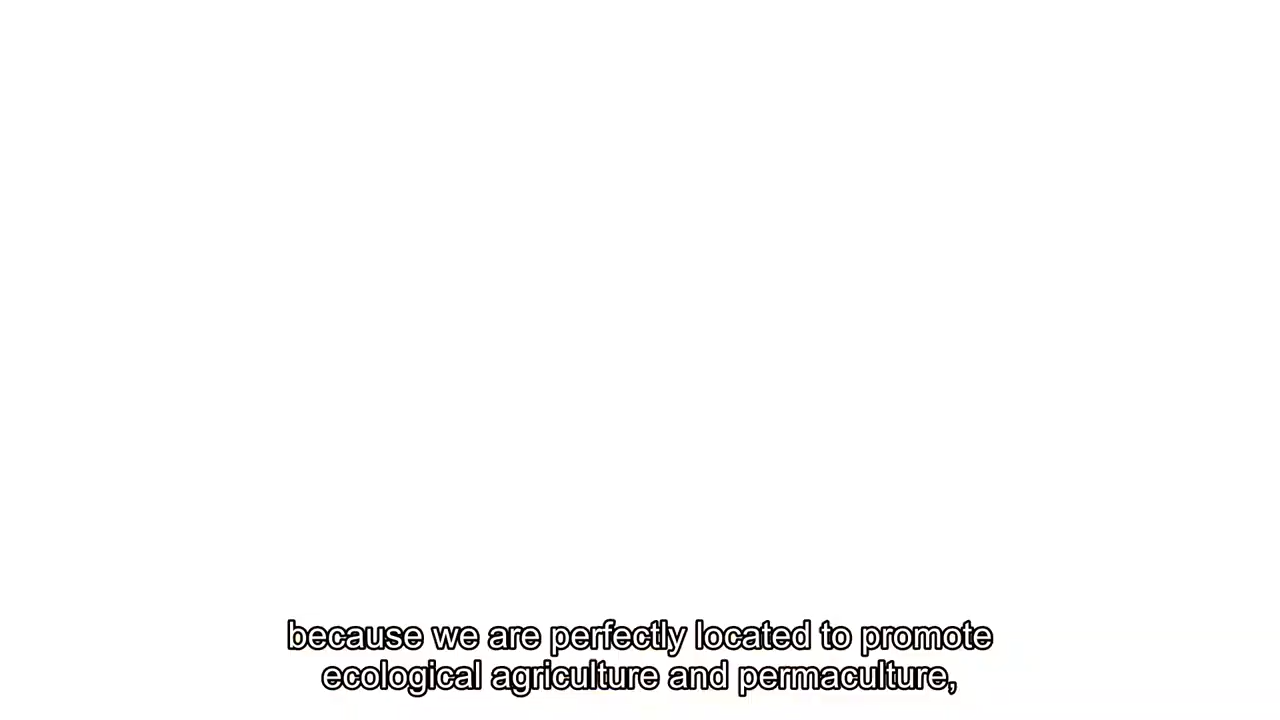 because we are perfectly located to promote
ecological agriculture and permaculture,